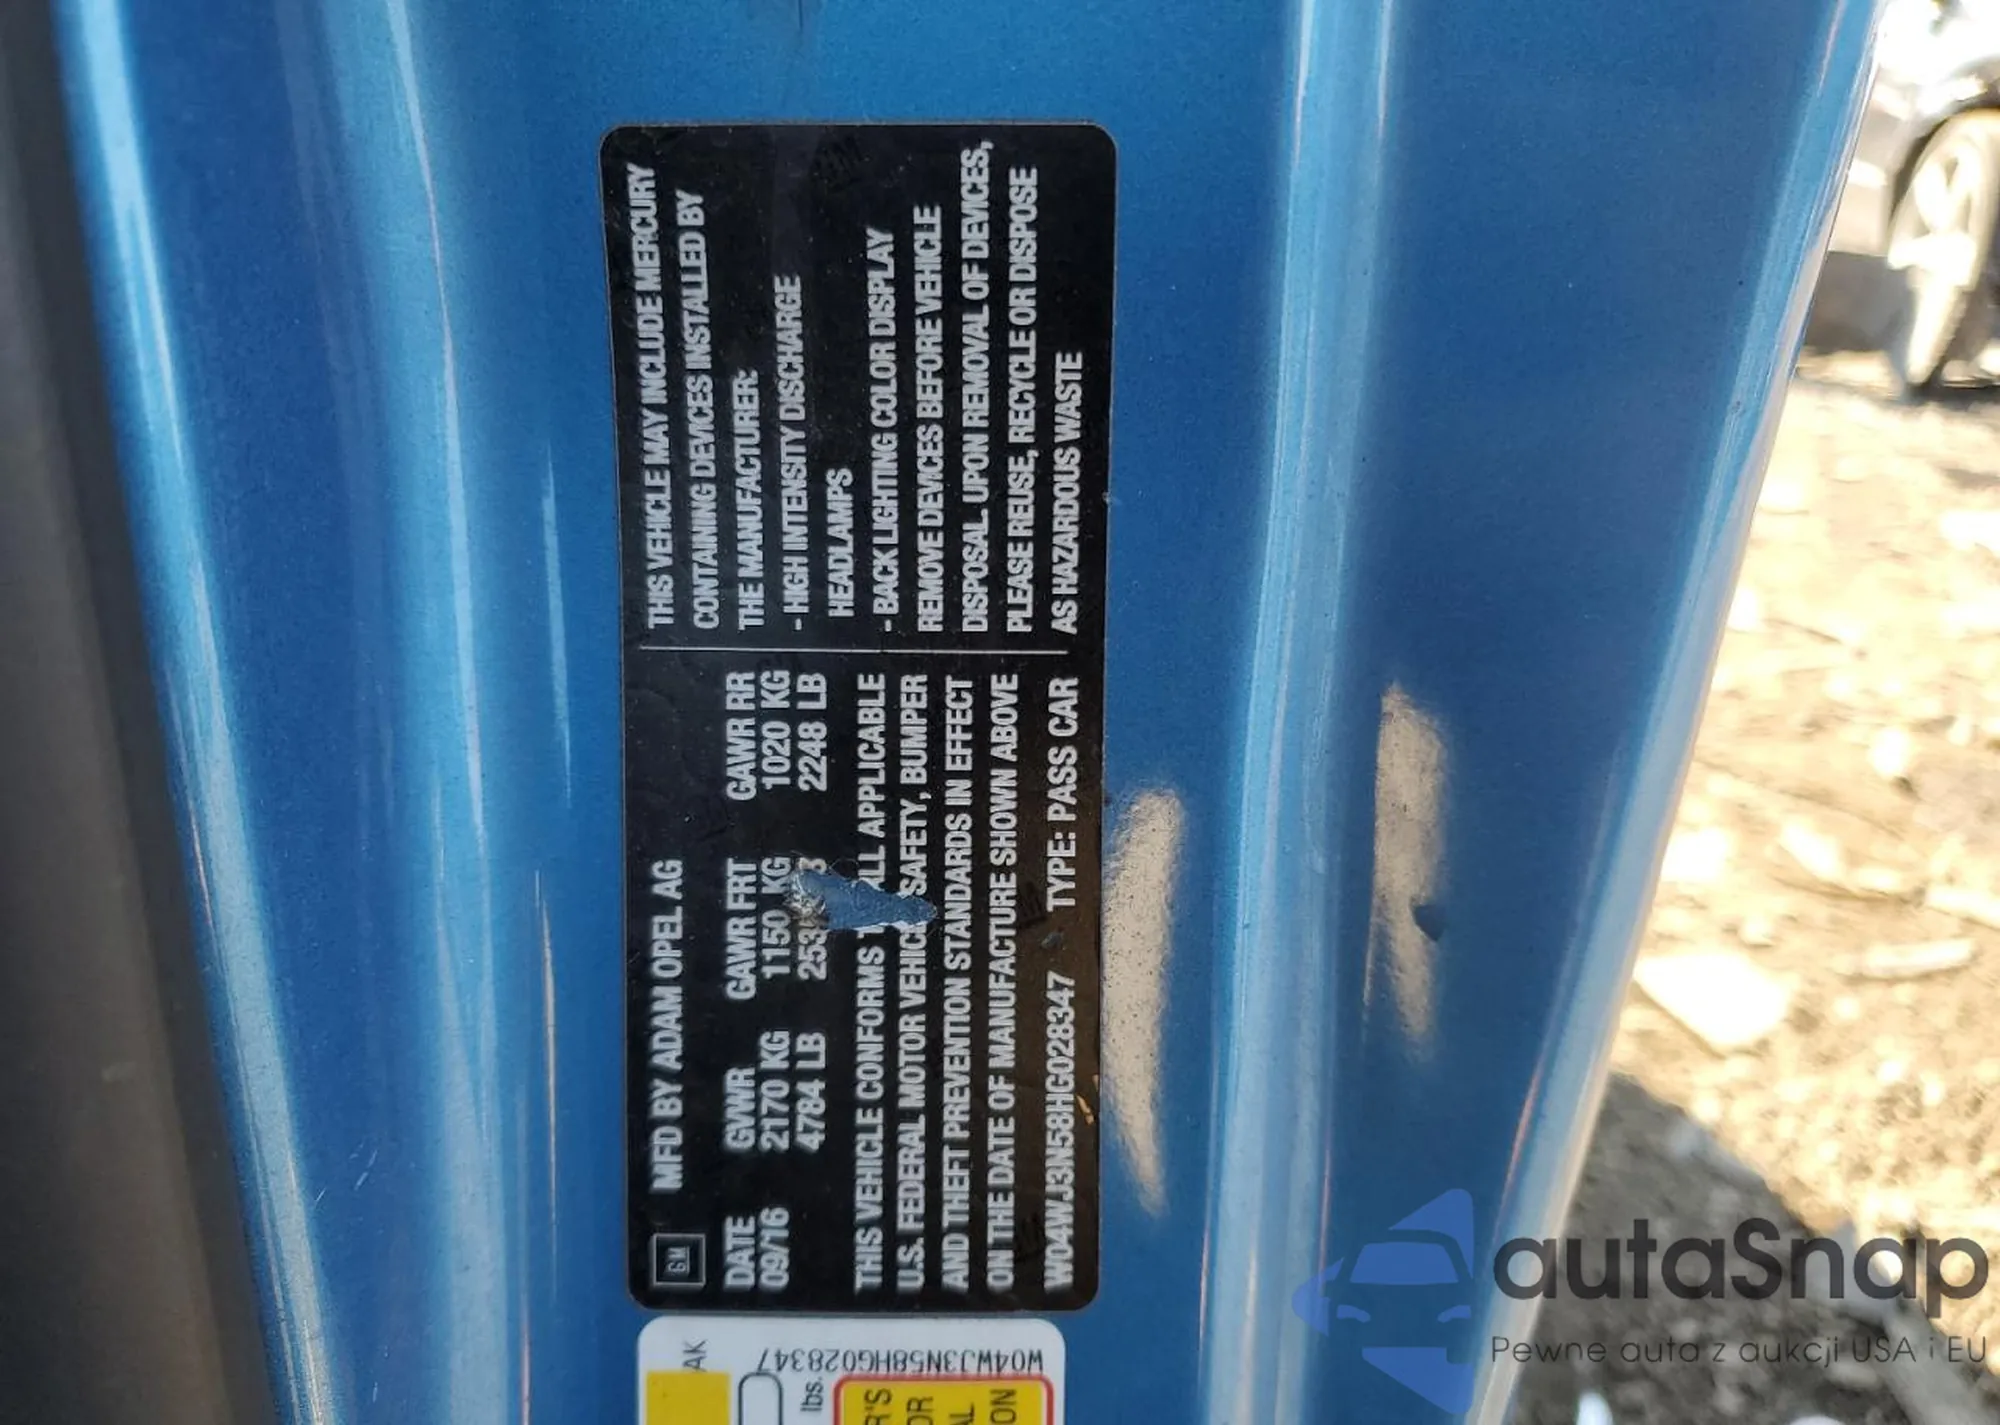 GM MFD BY ADAM OPEL AG
DATE GVWR GAWR FRT GAWR RR
09/16 2170 KG 1150 KG 1020 KG
4784 LB 2248 LB
THIS VEHICLE CONFORMS ALL APPLICABLE
U.S. FEDERAL MOTOR SAFETY, BUMPER
AND THEFT PREVENTION STANDARDS IN EFFECT
ON THE DATE OF MANUFACTURE SHOWN ABOVE
W04WJ3N58HG028347 TYPE: PASS CAR
THIS VEHICLE MAY INCLUDE MERCURY
CONTAINING DEVICES INSTALLED BY
THE MANUFACTURER:
- HIGH INTENSITY DISCHARGE
HEADLAMPS
- BACK LIGHTING COLOR DISPLAY
REMOVE DEVICES BEFORE VEHICLE
DISPOSAL. UPON REMOVAL OF DEVICES,
PLEASE REUSE, RECYCLE OR DISPOSE
AS HAZARDOUS WASTE
W04WJ3N58HG028347
AK
lbs.
autaSnap
Pewne auta z aukcji USA i EU